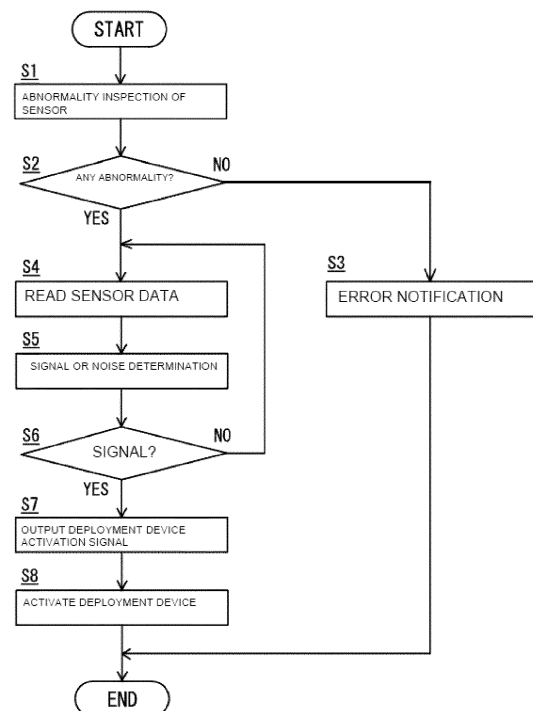 START
S1
ABNORMALITY INSPECTION OF
SENSOR
S2
ANY ABNORMALITY?
NO
YES
S3
ERROR NOTIFICATION
S4
READ SENSOR DATA
S5
SIGNAL OR NOISE DETERMINATION
S6
SIGNAL?
NO
YES
S7
OUTPUT DEPLOYMENT DEVICE
ACTIVATION SIGNAL
S8
ACTIVATE DEPLOYMENT DEVICE
END